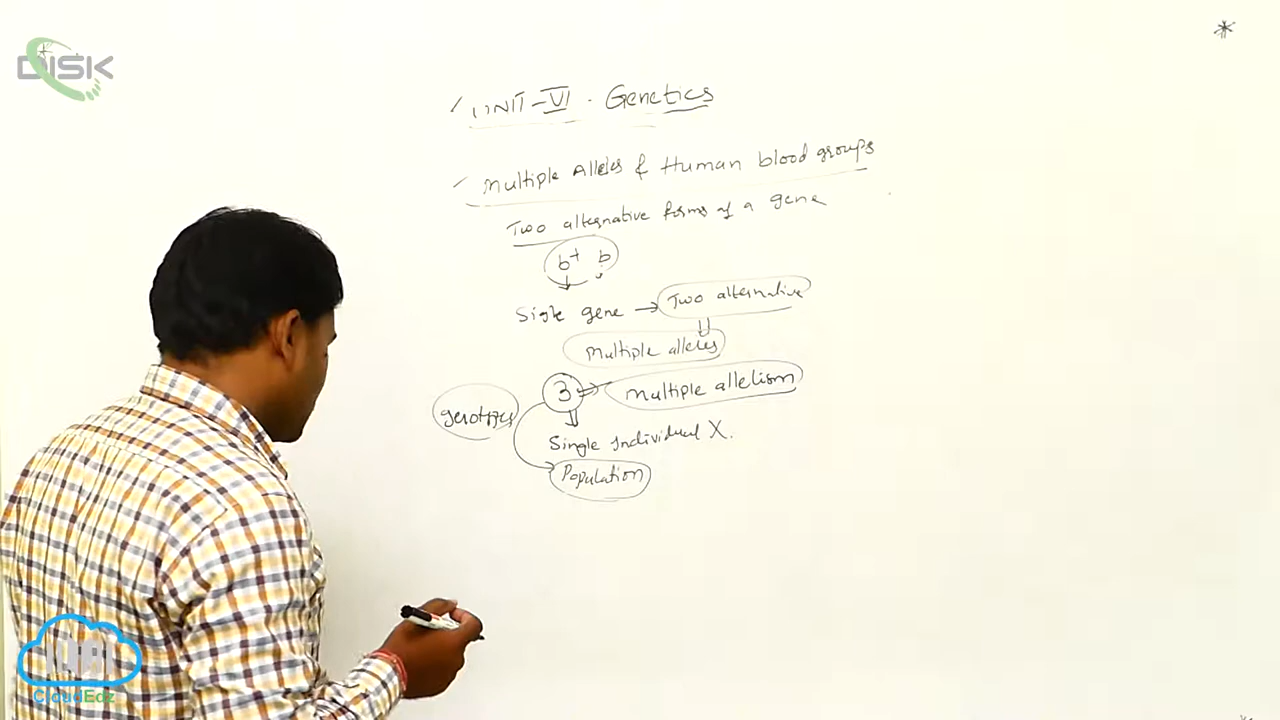 DISK
UNIT-VI. Genetics
Multiple Alleles & Human blood groups
Two alternative forms of a gene
b+ b
Sigle gene → Two alternative
Multiple alleles
3 ⇒ Multiple allelism
genotypes
Single individual X.
Population
CloudEdz